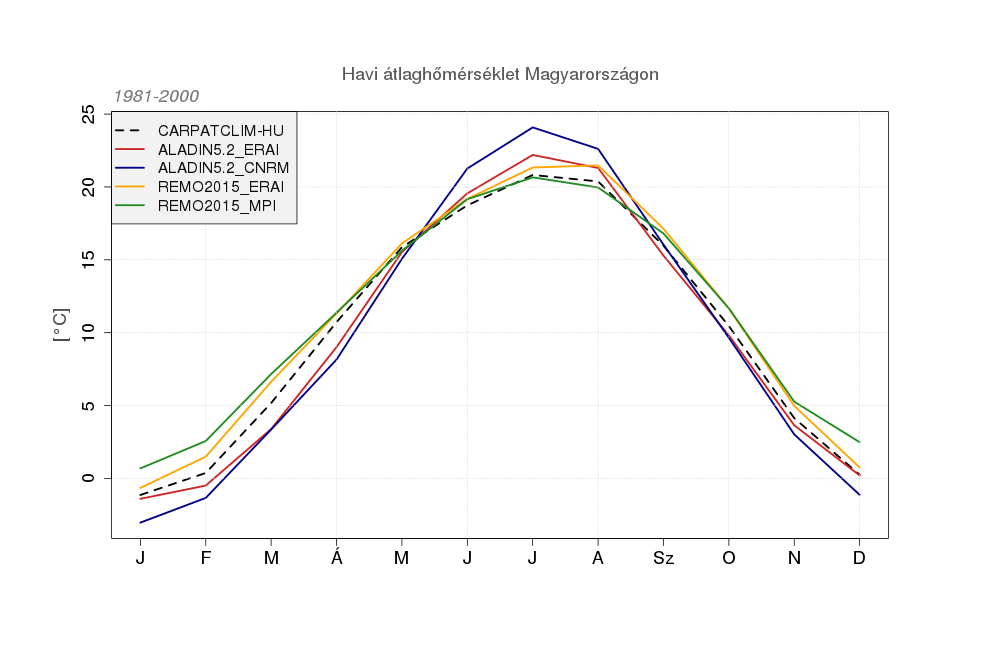 Havi átlaghőmérséklet Magyarországon
1981-2000
CARPATCLIM-HU
ALADIN5.2_ERAI
ALADIN5.2_CNRM
REMO2015_ERAI
REMO2015_MPI
[°C]
25
20
15
10
5
0
J F M Á M J J A Sz O N D